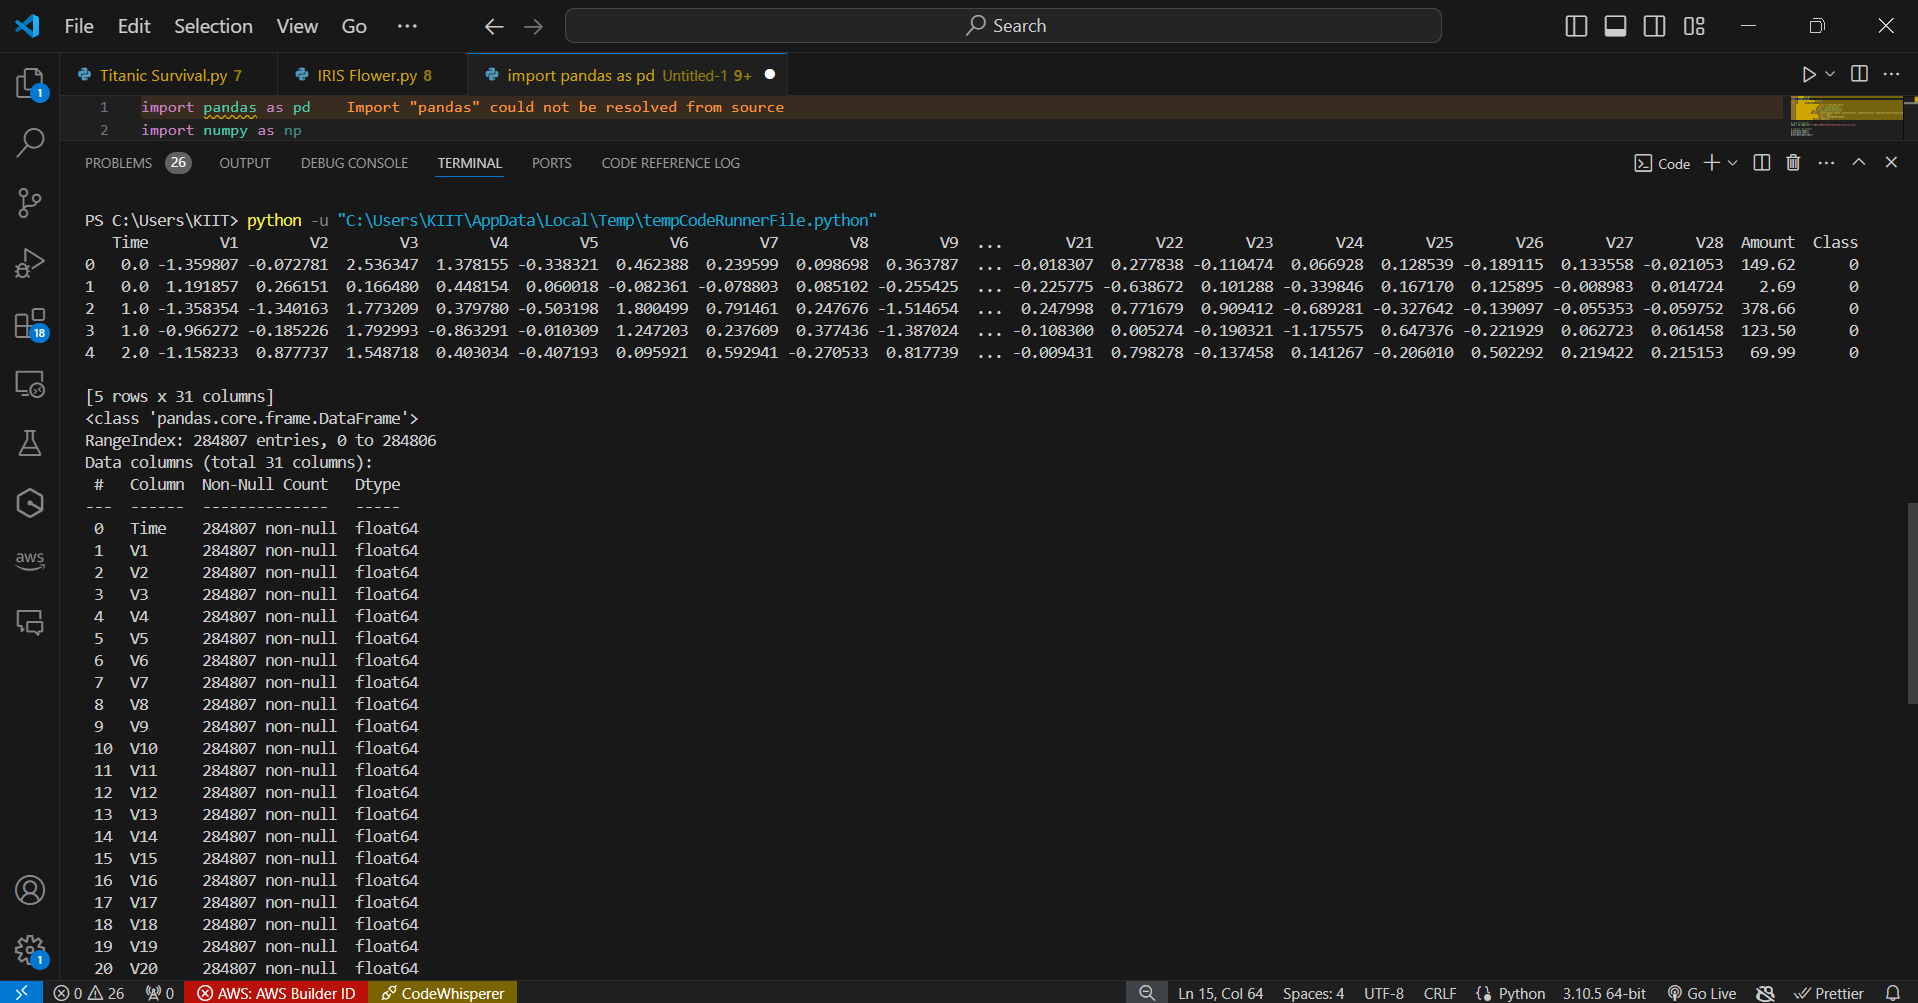 File Edit Selection View Go ··· Search
1
Titanic Survival.py 7 IRIS Flower.py 8 import pandas as pd Untitled-1 9+
1 import pandas as pd Import "pandas" could not be resolved from source
2 import numpy as np
PROBLEMS 26 OUTPUT DEBUG CONSOLE TERMINAL PORTS CODE REFERENCE LOG Code
PS C:\Users\KIIT> python -u "C:\Users\KIIT\AppData\Local\Temp\tempCodeRunnerFile.python"
Time V1 V2 V3 V4 V5 V6 V7 V8 V9 ... V21 V22 V23 V24 V25 V26 V27 V28 Amount Class
0 0.0 -1.359807 -0.072781 2.536347 1.378155 -0.338321 0.462388 0.239599 0.098698 0.363787 ... -0.018307 0.277838 -0.110474 0.066928 0.128539 -0.189115 0.133558 -0.021053 149.62 0
1 0.0 1.191857 0.266151 0.166480 0.448154 0.060018 -0.082361 -0.078803 0.085102 -0.255425 ... -0.225775 -0.638672 0.101288 -0.339846 0.167170 0.125895 -0.008983 0.014724 2.69 0
2 1.0 -1.358354 -1.340163 1.773209 0.379780 -0.503198 1.800499 0.791461 0.247676 -1.514654 ... 0.247998 0.771679 0.909412 -0.689281 -0.327642 -0.139097 -0.055353 -0.059752 378.66 0
3 1.0 -0.966272 -0.185226 1.792993 -0.863291 -0.010309 1.247203 0.237609 0.377436 -1.387024 ... -0.108300 0.005274 -0.190321 -1.175575 0.647376 -0.221929 0.062723 0.061458 123.50 0
4 2.0 -1.158233 0.877737 1.548718 0.403034 -0.407193 0.095921 0.592941 -0.270533 0.817739 ... -0.009431 0.798278 -0.137458 0.141267 -0.206010 0.502292 0.219422 0.215153 69.99 0
18
[5 rows x 31 columns]
<class 'pandas.core.frame.DataFrame'>
RangeIndex: 284807 entries, 0 to 284806
Data columns (total 31 columns):
# Column Non-Null Count Dtype
--- ------ -------------- -----
0 Time 284807 non-null float64
1 V1 284807 non-null float64
aws
2 V2 284807 non-null float64
3 V3 284807 non-null float64
4 V4 284807 non-null float64
5 V5 284807 non-null float64
6 V6 284807 non-null float64
7 V7 284807 non-null float64
8 V8 284807 non-null float64
9 V9 284807 non-null float64
10 V10 284807 non-null float64
11 V11 284807 non-null float64
12 V12 284807 non-null float64
13 V13 284807 non-null float64
14 V14 284807 non-null float64
15 V15 284807 non-null float64
16 V16 284807 non-null float64
17 V17 284807 non-null float64
18 V18 284807 non-null float64
19 V19 284807 non-null float64
1
20 V20 284807 non-null float64
0 26 0 AWS: AWS Builder ID CodeWhisperer Ln 15, Col 64 Spaces: 4 UTF-8 CRLF Python 3.10.5 64-bit Go Live Prettier